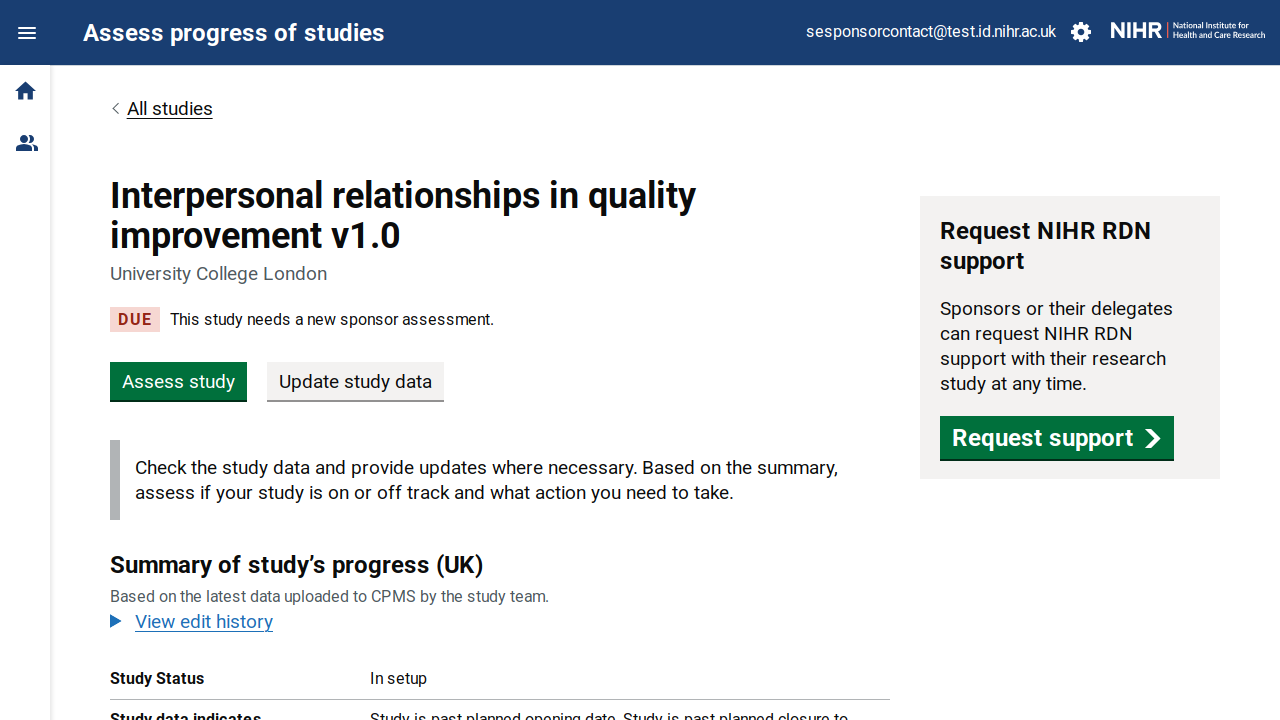 Assess progress of studies
sesponsorcontact@test.id.nihr.ac.uk
NIHR | National Institute for
Health and Care Research
All studies
Interpersonal relationships in quality
improvement v1.0
University College London
DUE This study needs a new sponsor assessment.
Assess study
Update study data
Check the study data and provide updates where necessary. Based on the summary,
assess if your study is on or off track and what action you need to take.
Summary of study’s progress (UK)
Based on the latest data uploaded to CPMS by the study team.
View edit history
Study Status In setup
Study data indicates Study is past planned opening date, Study is past planned closure to
Request NIHR RDN
support
Sponsors or their delegates
can request NIHR RDN
support with their research
study at any time.
Request support